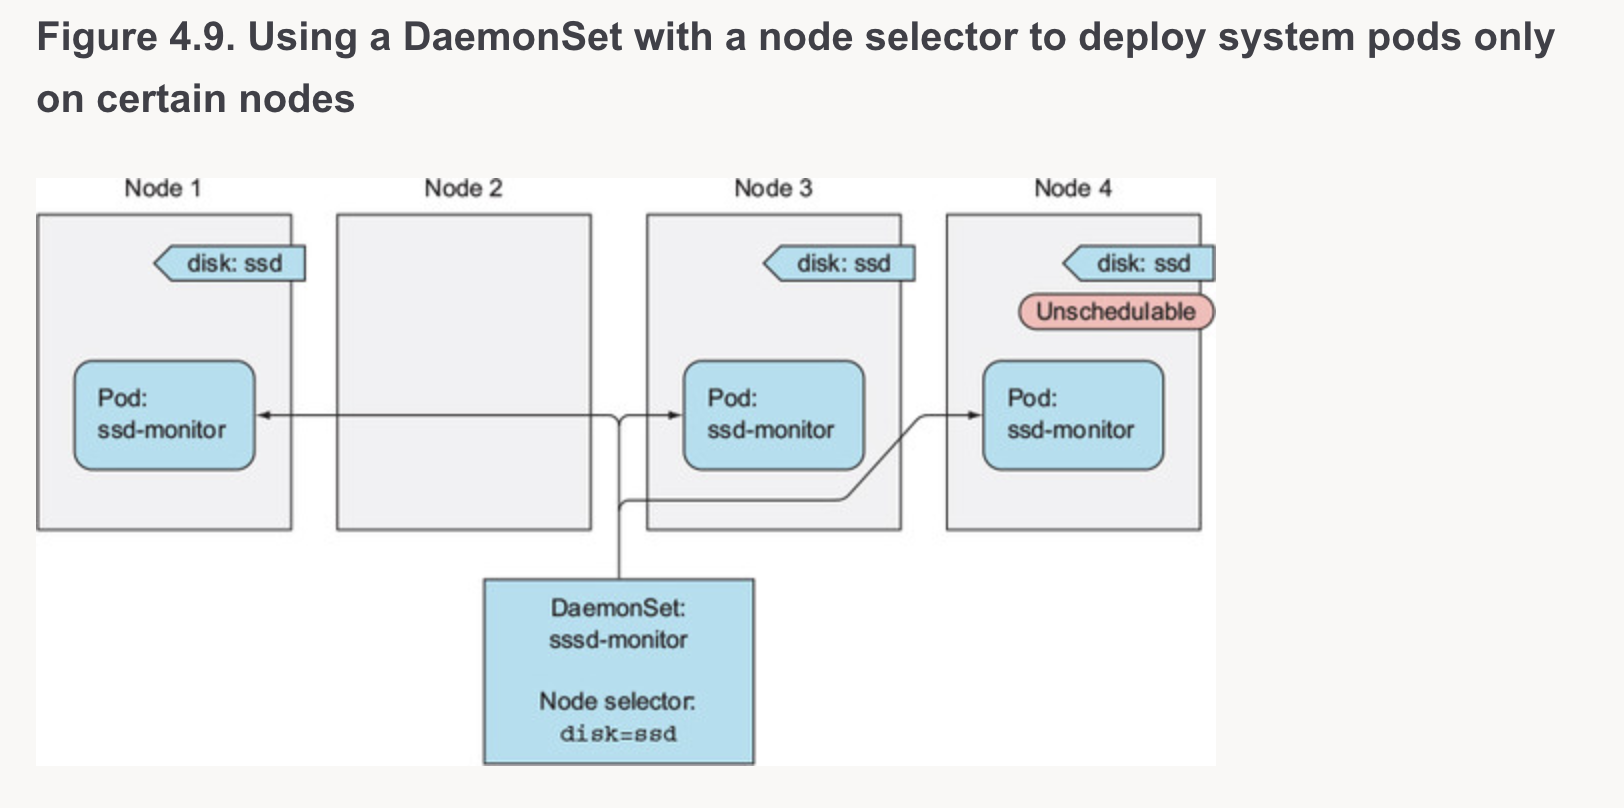 Figure 4.9. Using a DaemonSet with a node selector to deploy system pods only
on certain nodes
Node 1
Node 2
Node 3
Node 4
disk: ssd
disk: ssd
disk: ssd
Unschedulable
Pod:
ssd-monitor
Pod:
ssd-monitor
Pod:
ssd-monitor
DaemonSet:
sssd-monitor
Node selector:
disk=ssd